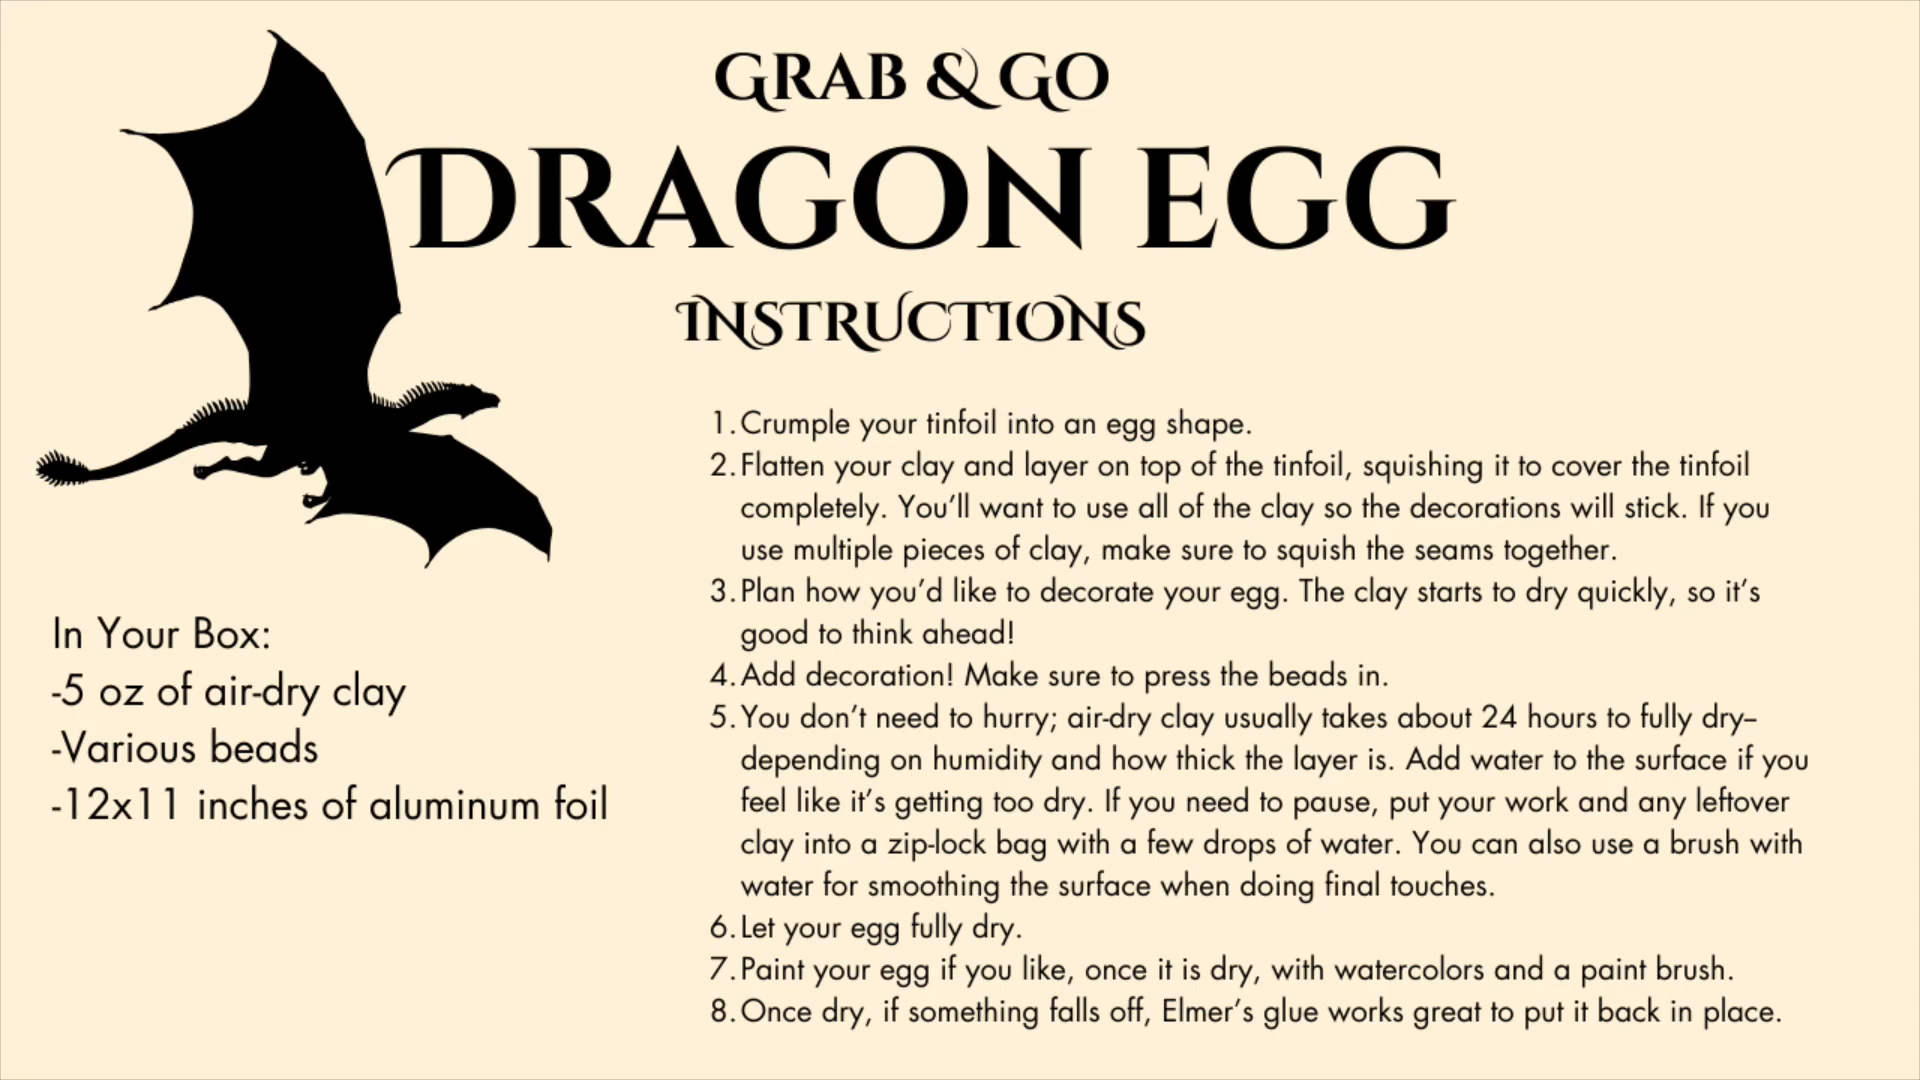 GRAB & GO
DRAGON EGG
INSTRUCTIONS
In Your Box:
-5 oz of air-dry clay
-Various beads
-12x11 inches of aluminum foil
1. Crumple your tinfoil into an egg shape.
2. Flatten your clay and layer on top of the tinfoil, squishing it to cover the tinfoil
completely. You’ll want to use all of the clay so the decorations will stick. If you
use multiple pieces of clay, make sure to squish the seams together.
3. Plan how you’d like to decorate your egg. The clay starts to dry quickly, so it’s
good to think ahead!
4. Add decoration! Make sure to press the beads in.
5. You don’t need to hurry; air-dry clay usually takes about 24 hours to fully dry–
depending on humidity and how thick the layer is. Add water to the surface if you
feel like it’s getting too dry. If you need to pause, put your work and any leftover
clay into a zip-lock bag with a few drops of water. You can also use a brush with
water for smoothing the surface when doing final touches.
6. Let your egg fully dry.
7. Paint your egg if you like, once it is dry, with watercolors and a paint brush.
8. Once dry, if something falls off, Elmer’s glue works great to put it back in place.